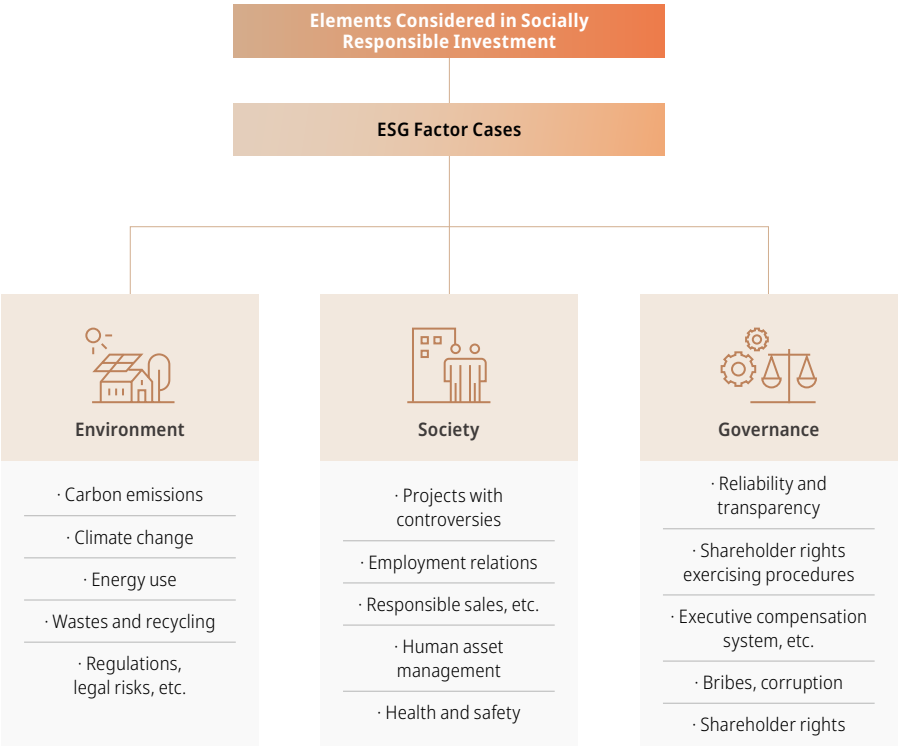 Elements Considered in Socially
Responsible Investment
ESG Factor Cases
Environment
· Carbon emissions
· Climate change
· Energy use
· Wastes and recycling
· Regulations,
legal risks, etc.
Society
· Projects with
controversies
· Employment relations
· Responsible sales, etc.
· Human asset
management
· Health and safety
Governance
· Reliability and
transparency
· Shareholder rights
exercising procedures
· Executive compensation
system, etc.
· Bribes, corruption
· Shareholder rights